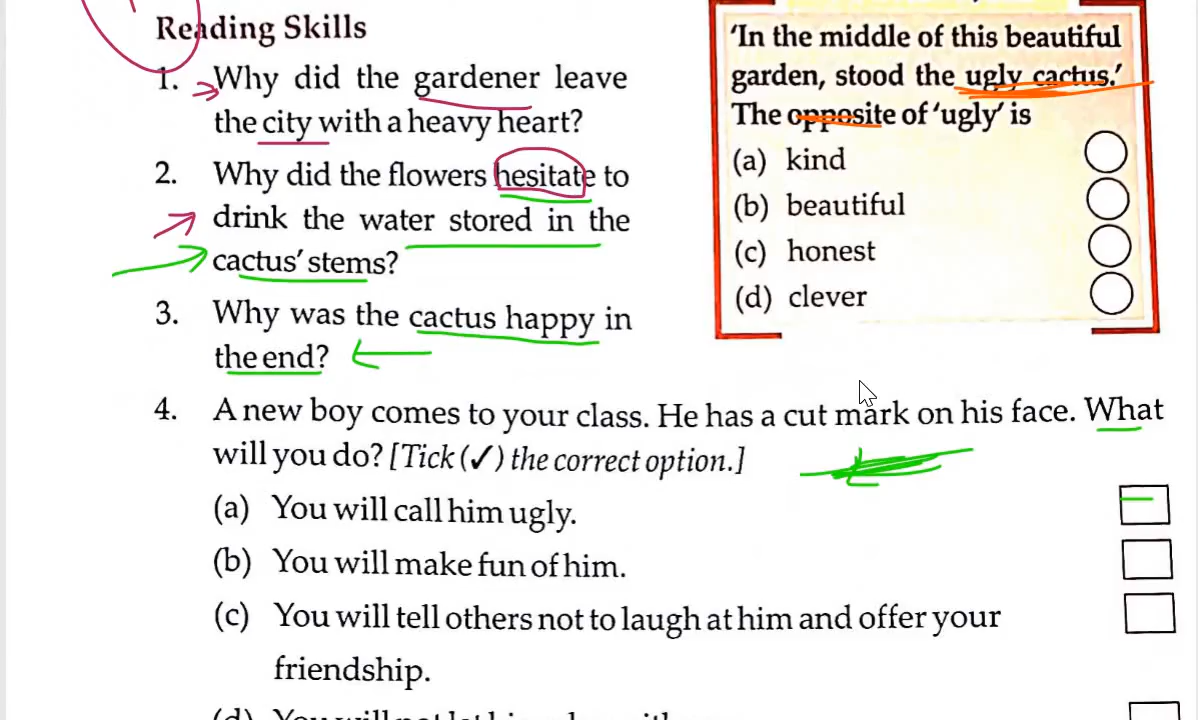 Reading Skills
1. Why did the gardener leave
the city with a heavy heart?
2. Why did the flowers hesitate to
drink the water stored in the
cactus' stems?
3. Why was the cactus happy in
the end?
'In the middle of this beautiful
garden, stood the ugly cactus.'
The opposite of 'ugly' is
(a) kind
(b) beautiful
(c) honest
(d) clever
4. A new boy comes to your class. He has a cut mark on his face. What
will you do? [Tick (✓) the correct option.]
(a) You will call him ugly.
(b) You will make fun of him.
(c) You will tell others not to laugh at him and offer your
friendship.
(d) You will not let him